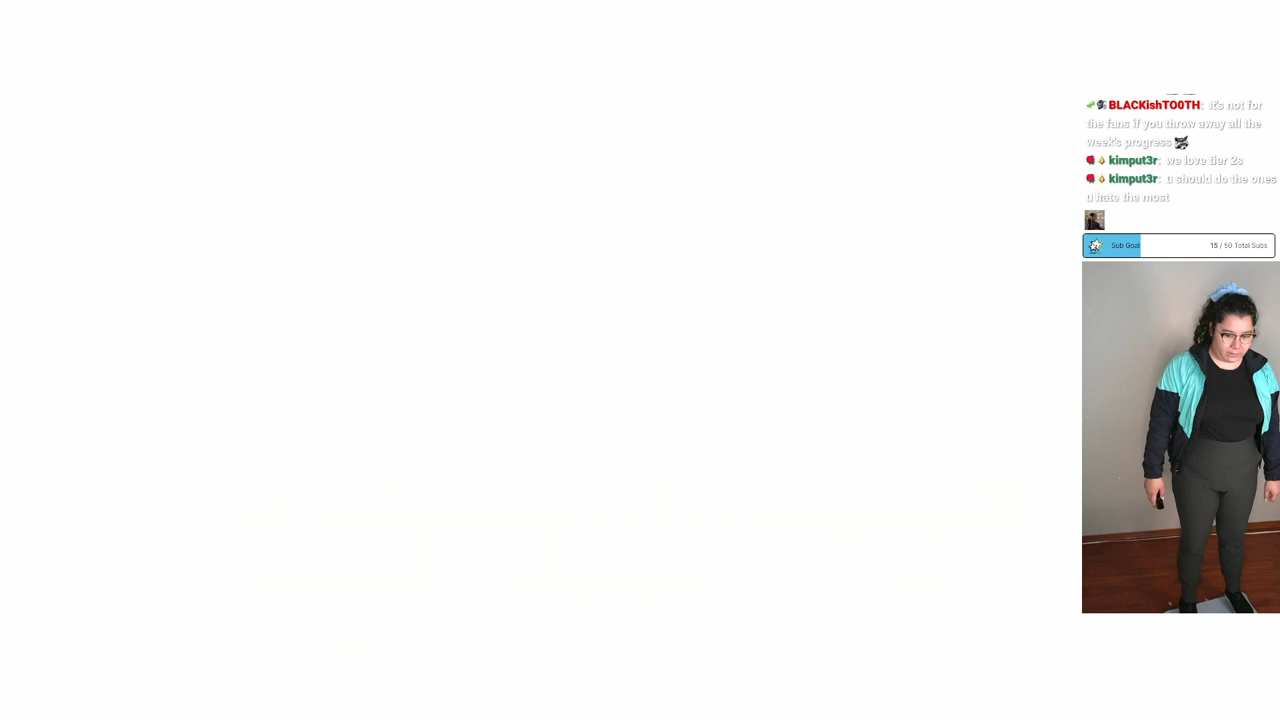 BLACKishTO0TH: It's not for
the fans if you throw away all the
week's progress
kimput3r: we love tier 2s
kimput3r: u should do the ones
u hate the most
Sub Goal 15 / 50 Total Subs